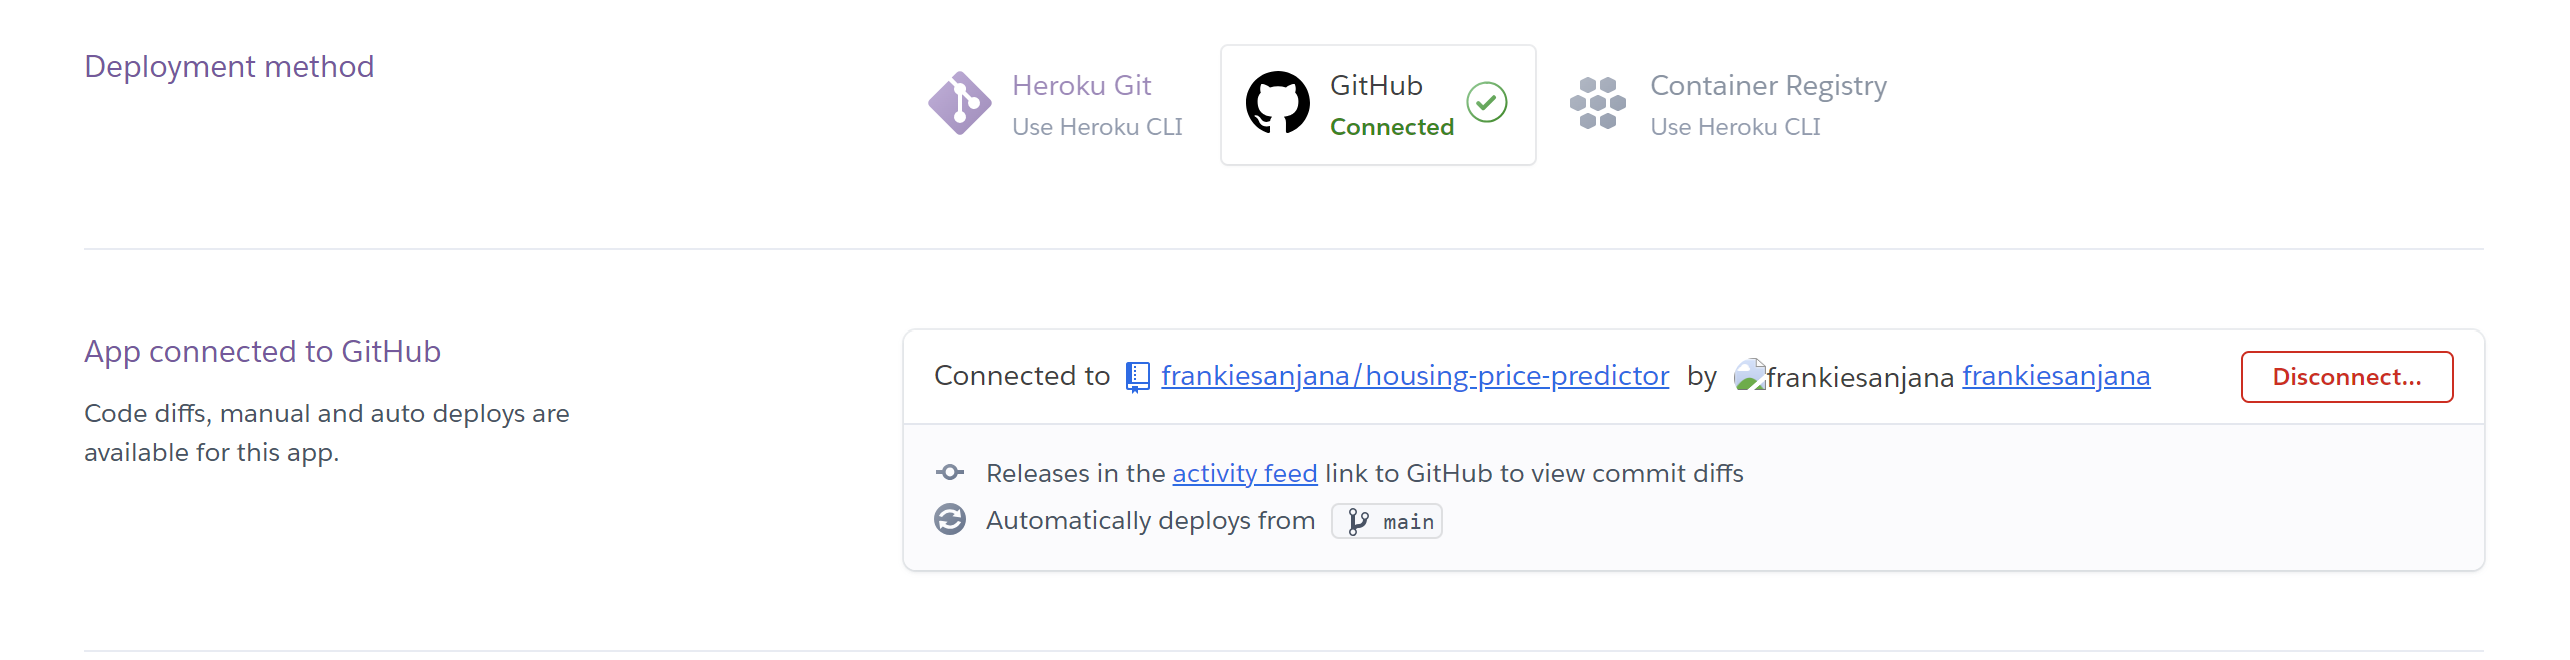 Deployment method
Heroku Git
Use Heroku CLI
GitHub
Connected
Container Registry
Use Heroku CLI
App connected to GitHub
Code diffs, manual and auto deploys are
available for this app.
Connected to frankiesanjana/housing-price-predictor by frankiesanjana frankiesanjana
Disconnect...
Releases in the activity feed link to GitHub to view commit diffs
Automatically deploys from main